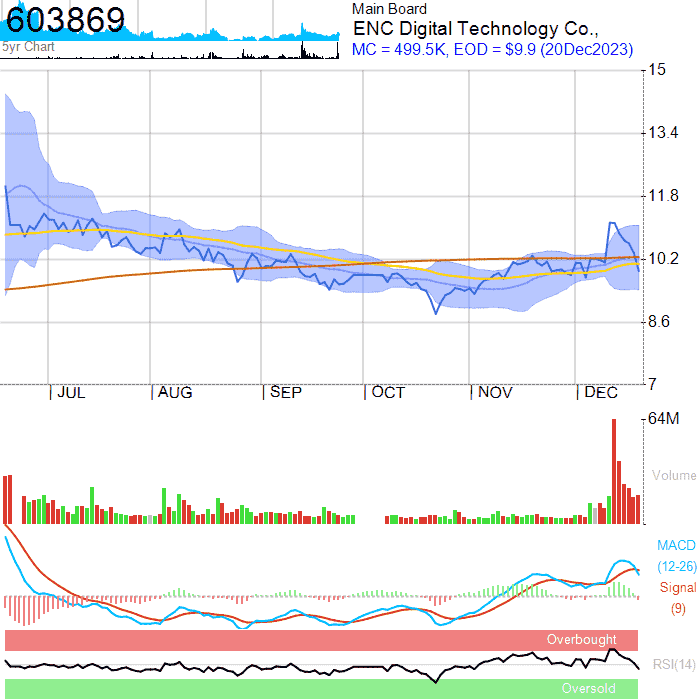 603869
5yr Chart
Main Board
ENC Digital Technology Co.,
MC = 499.5K, EOD = $9.9 (20Dec2023)
15
13.4
11.8
10.2
8.6
7
JUL AUG SEP OCT NOV DEC
64M
Volume
MACD
(12-26)
Signal
(9)
Overbought
RSI(14)
Oversold